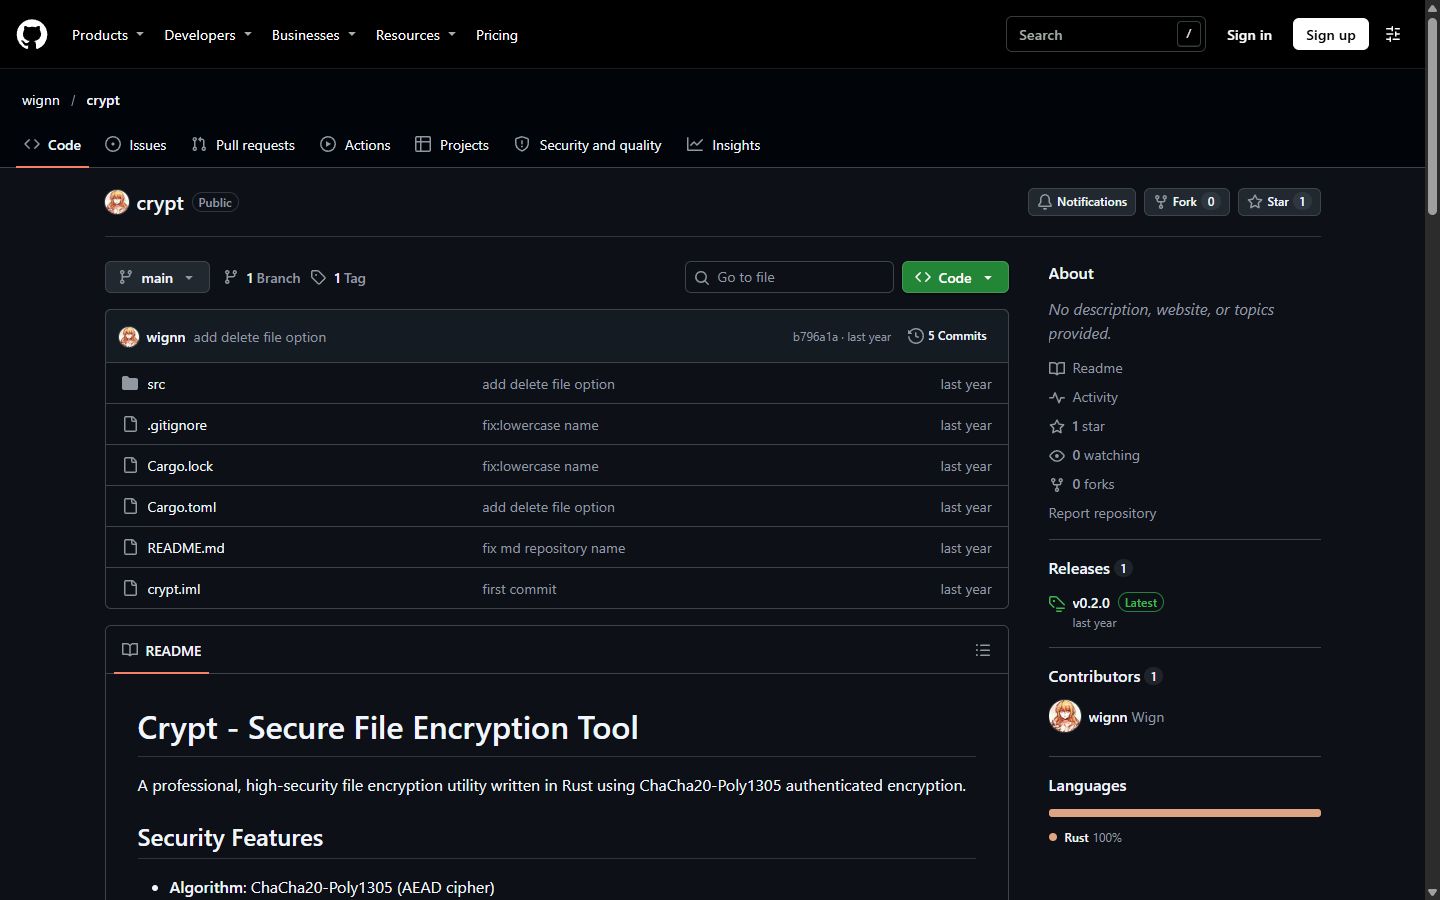 Products Developers Businesses Resources Pricing Search / Sign in Sign up
wignn / crypt
Code Issues Pull requests Actions Projects Security and quality Insights
crypt Public Notifications Fork 0 Star 1
main 1 Branch 1 Tag Go to file Code
wignn add delete file option b796a1a · last year 5 Commits
src add delete file option last year
.gitignore fix:lowercase name last year
Cargo.lock fix:lowercase name last year
Cargo.toml add delete file option last year
README.md fix md repository name last year
crypt.iml first commit last year
README
Crypt - Secure File Encryption Tool
A professional, high-security file encryption utility written in Rust using ChaCha20-Poly1305 authenticated encryption.
Security Features
Algorithm: ChaCha20-Poly1305 (AEAD cipher)
About
No description, website, or topics
provided.
Readme
Activity
1 star
0 watching
0 forks
Report repository
Releases 1
v0.2.0 Latest
last year
Contributors 1
wignn Wign
Languages
Rust 100%